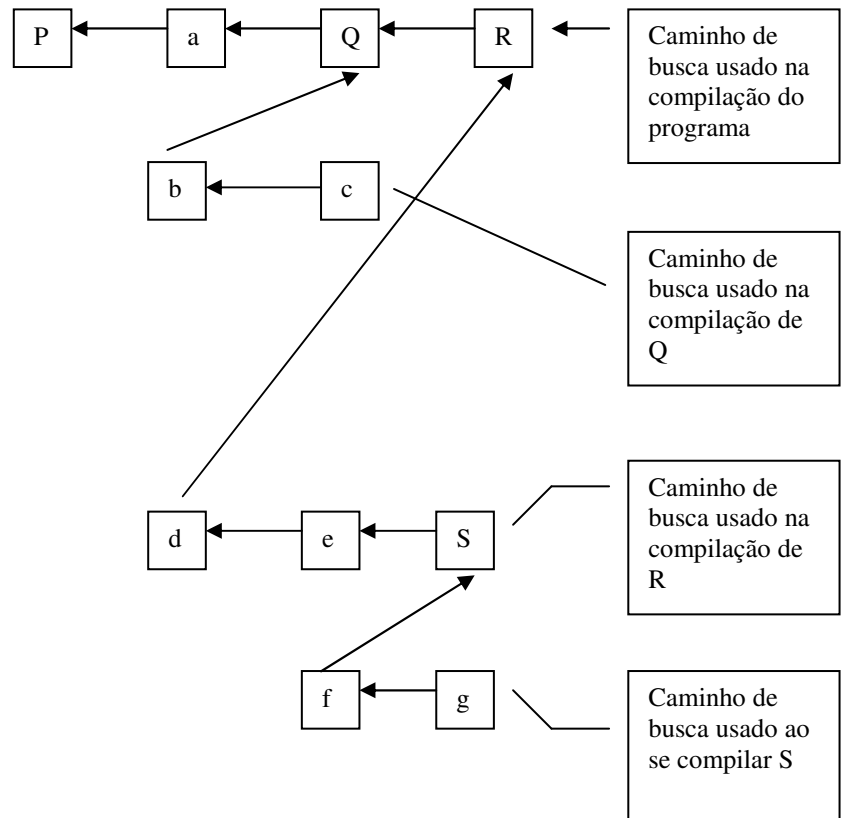 P a Q R
Caminho de
busca usado na
compilação do
programa
b c
Caminho de
busca usado na
compilação de
Q
d e S
Caminho de
busca usado na
compilação de
R
f g
Caminho de
busca usado ao
se compilar S